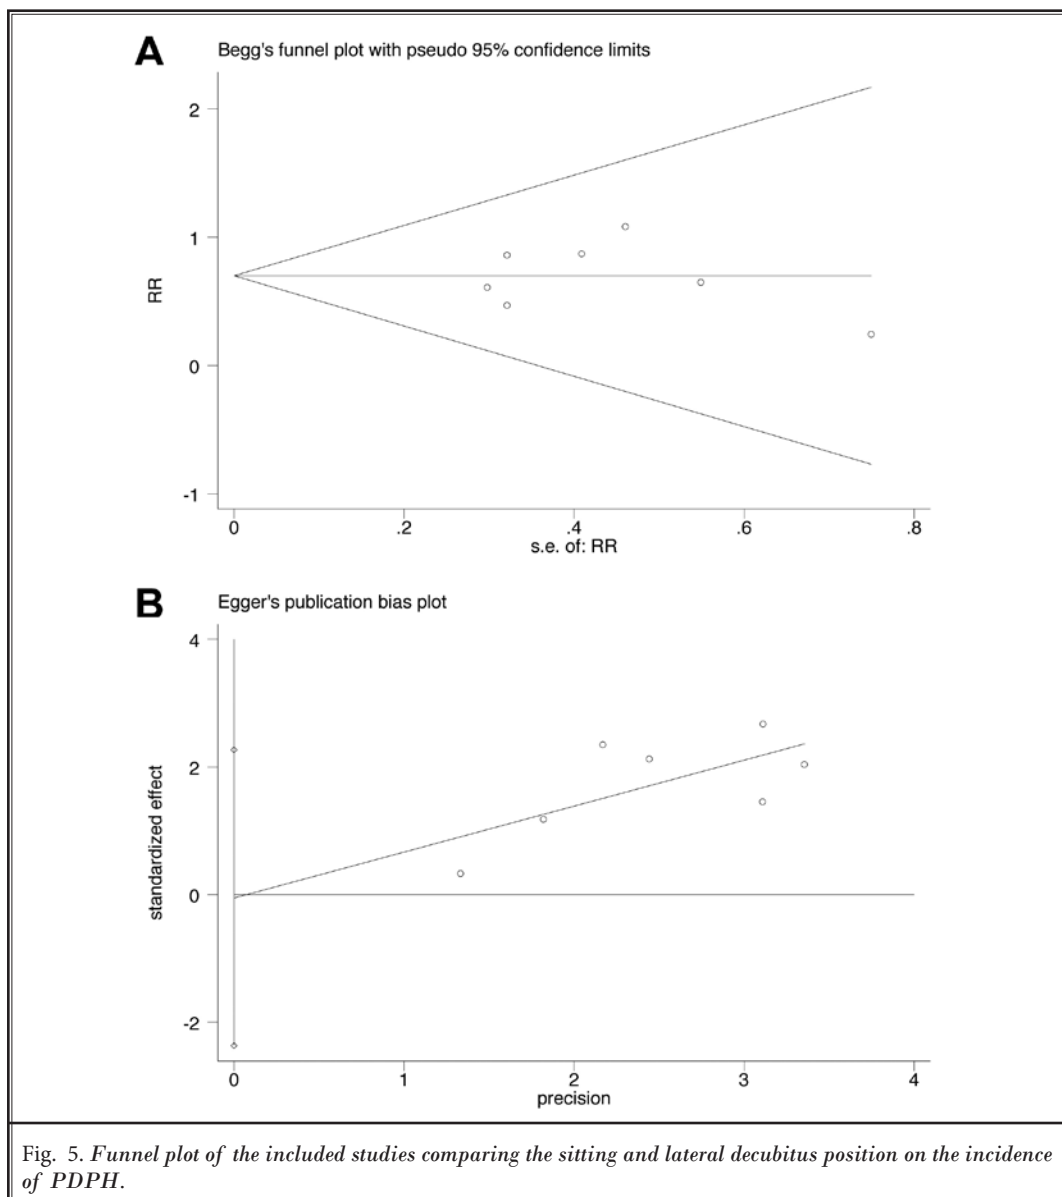 A
Begg's funnel plot with pseudo 95% confidence limits
2
1
0
-1
RR
0 .2 .4 .6 .8
s.e. of: RR
B
Egger's publication bias plot
4
2
0
-2
standardized effect
0 1 2 3 4
precision
Fig. 5. Funnel plot of the included studies comparing the sitting and lateral decubitus position on the incidence
of PDPH.